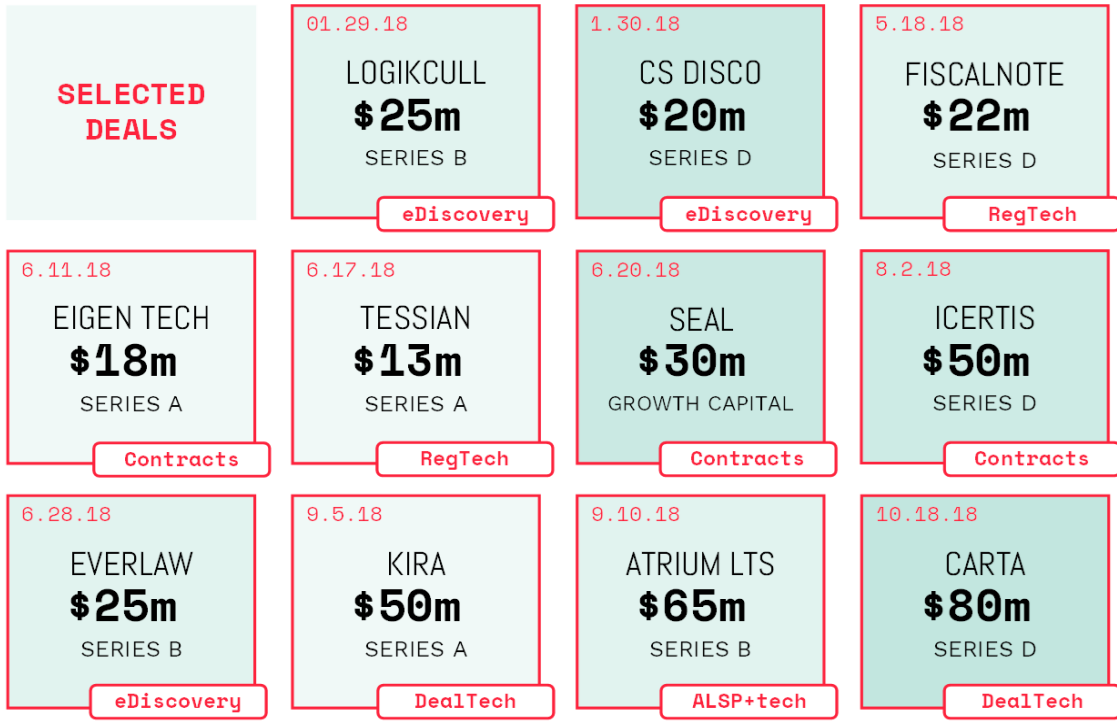 SELECTED
DEALS
01.29.18
LOGIKCULL
$25m
SERIES B
eDiscovery
1.30.18
CS DISCO
$20m
SERIES D
eDiscovery
5.18.18
FISCALNOTE
$22m
SERIES D
RegTech
6.11.18
EIGEN TECH
$18m
SERIES A
Contracts
6.17.18
TESSIAN
$13m
SERIES A
RegTech
6.20.18
SEAL
$30m
GROWTH CAPITAL
Contracts
8.2.18
ICERTIS
$50m
SERIES D
Contracts
6.28.18
EVERLAW
$25m
SERIES B
eDiscovery
9.5.18
KIRA
$50m
SERIES A
DealTech
9.10.18
ATRIUM LTS
$65m
SERIES B
ALSP+tech
10.18.18
CARTA
$80m
SERIES D
DealTech